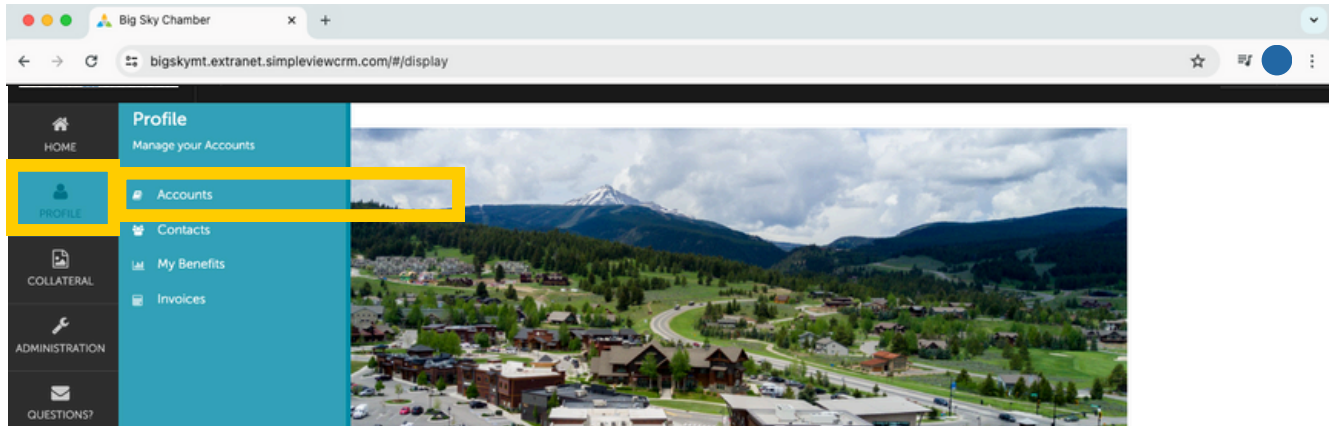 Big Sky Chamber
bigskymt.extranet.simpleviewcrm.com/#/display
HOME
PROFILE
COLLATERAL
ADMINISTRATION
QUESTIONS?
Profile
Manage your Accounts
Accounts
Contacts
My Benefits
Invoices